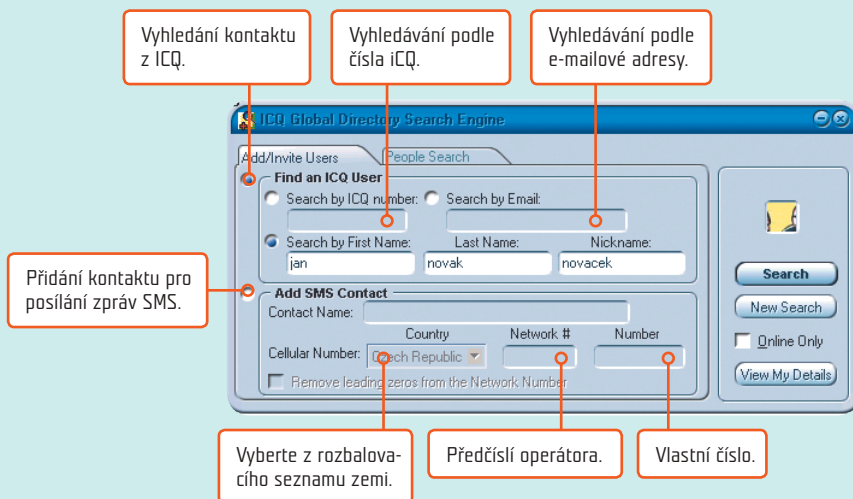 Vyhledání kontaktu
z ICQ.
Vyhledávání podle
čísla iCQ.
Vyhledávání podle
e-mailové adresy.
ICQ Global Directory Search Engine
Add/Invite Users
People Search
Find an ICQ User
Search by ICQ number:
Search by Email:
Search by First Name:
Last Name:
Nickname:
jan
novak
novacek
Přidání kontaktu pro
posílání zpráv SMS.
Add SMS Contact
Contact Name:
Country
Network #
Number
Cellular Number:
Czech Republic
Remove leading zeros from the Network Number
Search
New Search
Online Only
View My Details
Vyberte z rozbalova-
cího seznamu zemi.
Předčíslí operátora.
Vlastní číslo.